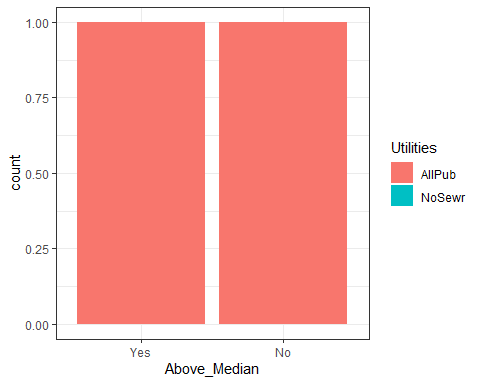 1.00
0.75
0.50
0.25
0.00
count
Yes No
Above_Median
Utilities
AllPub
NoSewr